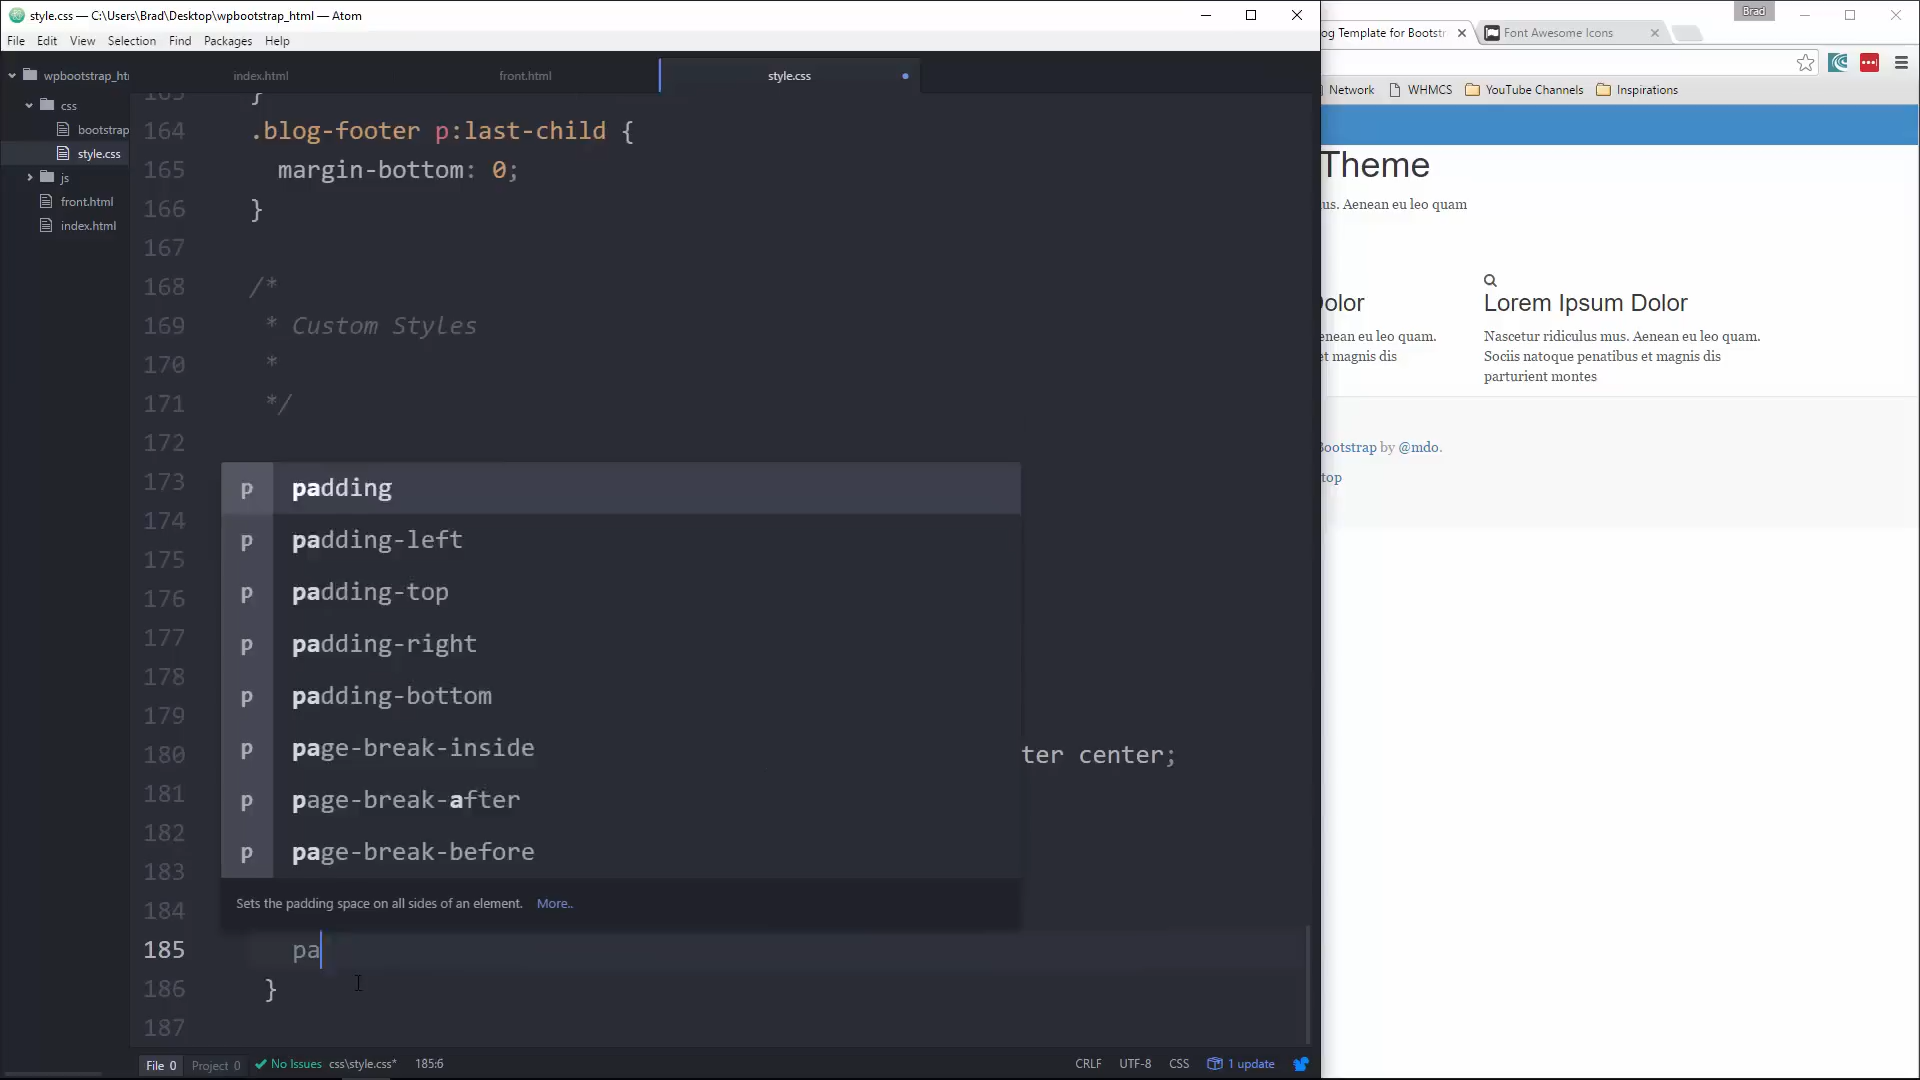 style.css — C:\Users\Brad\Desktop\wpbootstrap_html — Atom
File Edit View Selection Find Packages Help
wpbootstrap_htm
css
bootstrap
style.css
js
front.html
index.html
index.html front.html style.css
165 }
164 .blog-footer p:last-child {
165 margin-bottom: 0;
166 }
167
168 /*
169 * Custom Styles
170 *
171 */
172
173
174
175
176
177
178
179
180 ter center;
181
182
183
184
185 pa
186 }
187
p padding
p padding-left
p padding-top
p padding-right
p padding-bottom
p page-break-inside
p page-break-after
p page-break-before
Sets the padding space on all sides of an element. More..
File 0 Project 0 No Issues css\style.css* 185:6 CRLF UTF-8 CSS 1 update
Brad
og Template for Bootstr Font Awesome Icons
Network WHMCS YouTube Channels Inspirations
Theme
us. Aenean eu leo quam
Dolor
enean eu leo quam.
et magnis dis
Lorem Ipsum Dolor
Nascetur ridiculus mus. Aenean eu leo quam.
Sociis natoque penatibus et magnis dis
parturient montes
Bootstrap by @mdo.
top